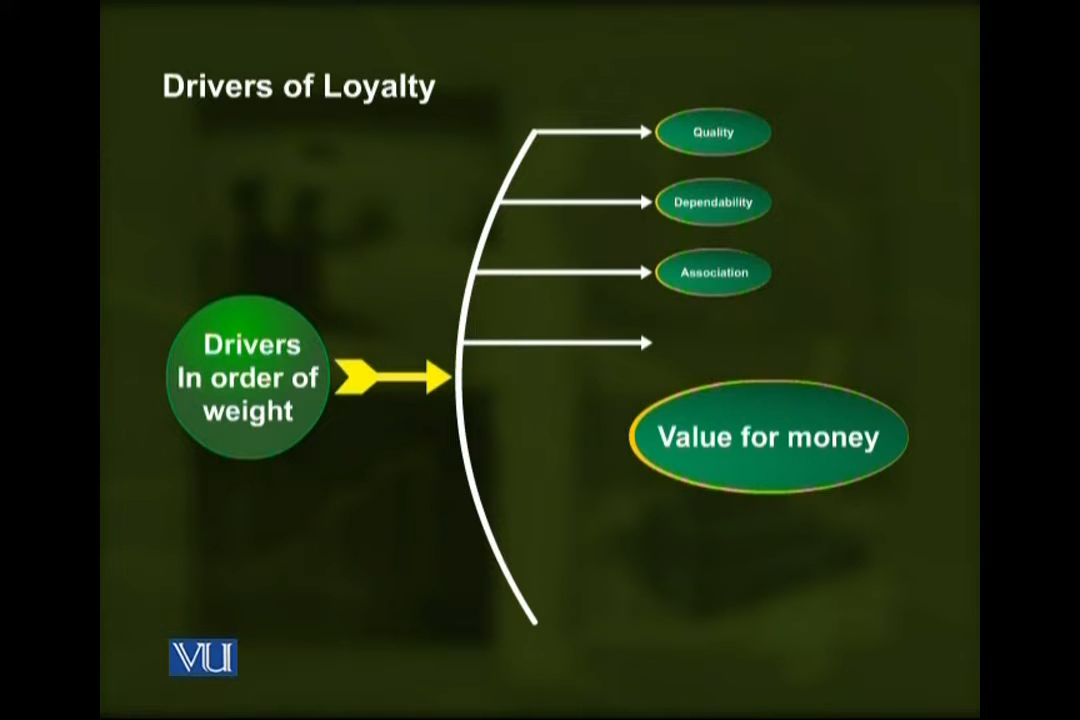 Drivers of Loyalty
Quality
Dependability
Association
Drivers
In order of
weight
Value for money
VU